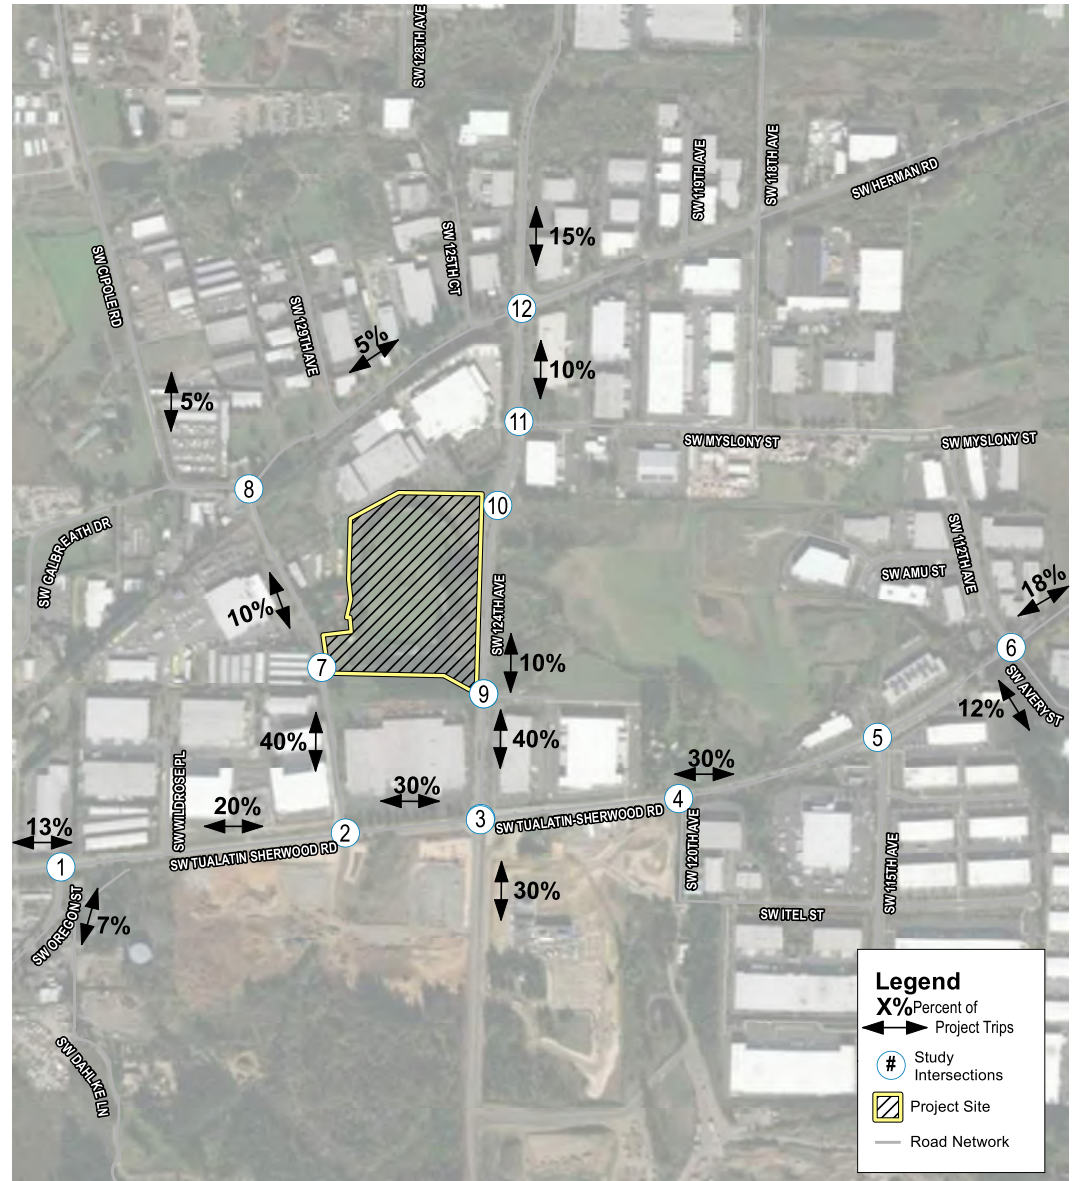 SW 128TH AVE
SW 118TH AVE
SW 119TH AVE
SW HERMAN RD
SW CIPOLE RD
SW 125TH CT
15%
SW 129TH AVE
12
5%
10%
5%
11
SW MYSLONY ST
SW MYSLONY ST
8
10
SW GALBREATH DR
SW 112TH AVE
SW AMU ST
18%
10%
SW 124TH AVE
10%
6
7
9
SW AVERY ST
12%
40%
40%
5
SW WILDROSE PL
30%
30%
4
20%
3
SW TUALATIN-SHERWOOD RD
13%
2
1
SW TUALATIN SHERWOOD RD
SW 120TH AVE
SW 115TH AVE
30%
SW OREGON ST
7%
SW ITEL ST
SW DAHLKE LN
Legend
X% Percent of
Project Trips
# Study
Intersections
Project Site
Road Network